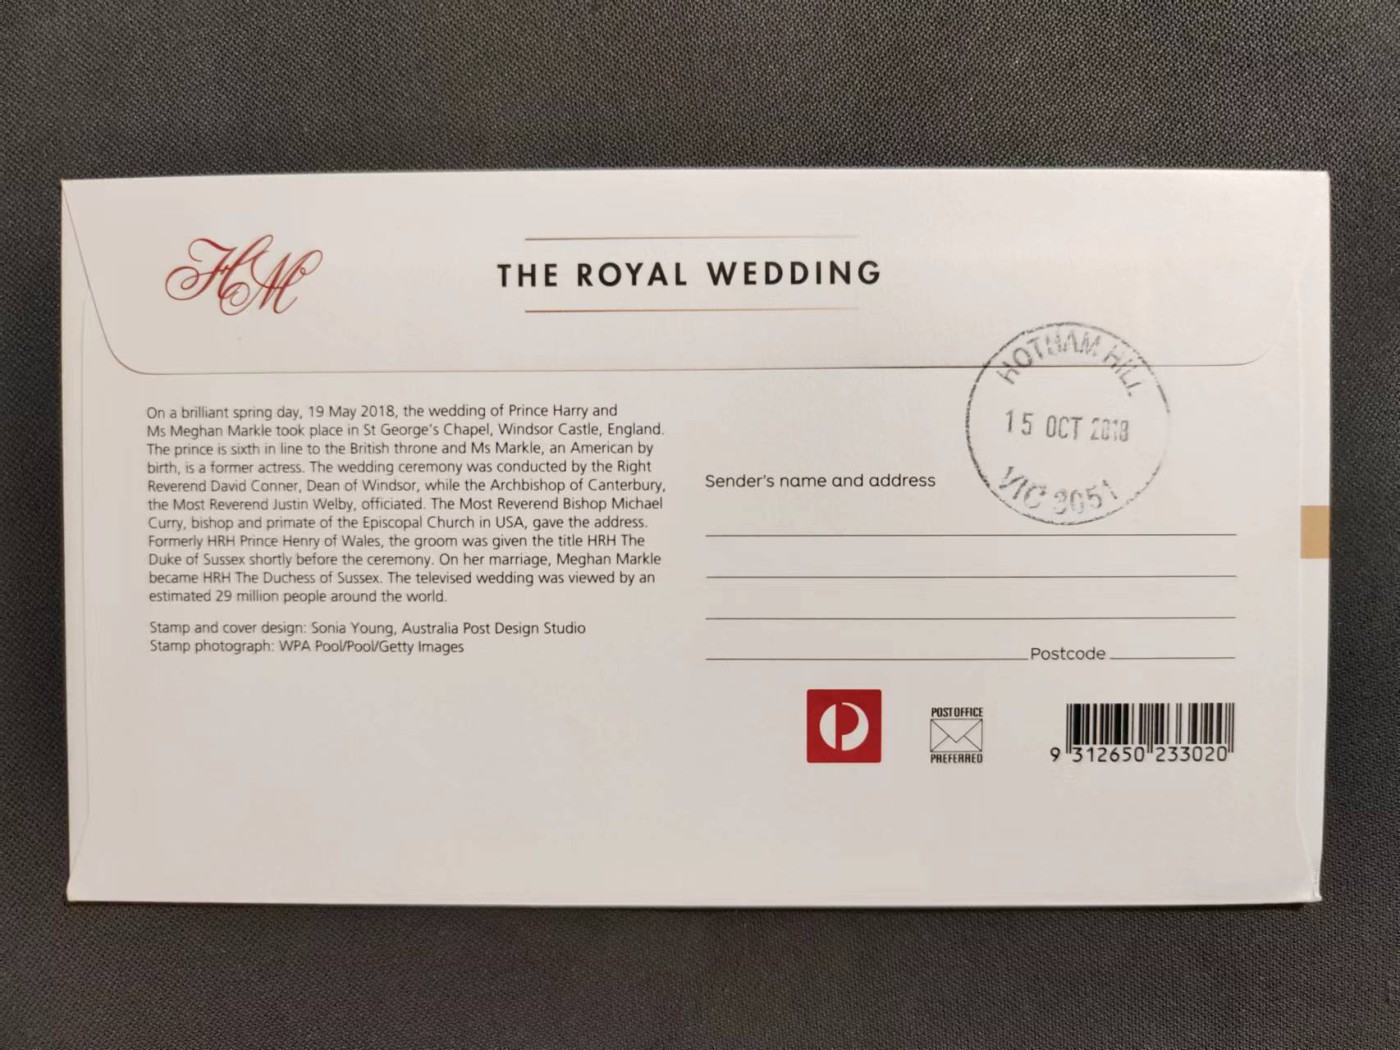 HM
THE ROYAL WEDDING
HOTHAM HILL
15 OCT 2018
VIC 3051
On a brilliant spring day, 19 May 2018, the wedding of Prince Harry and
Ms Meghan Markle took place in St George's Chapel, Windsor Castle, England.
The prince is sixth in line to the British throne and Ms Markle, an American by
birth, is a former actress. The wedding ceremony was conducted by the Right
Reverend David Conner, Dean of Windsor, while the Archbishop of Canterbury,
the Most Reverend Justin Welby, officiated. The Most Reverend Bishop Michael
Curry, bishop and primate of the Episcopal Church in USA, gave the address.
Formerly HRH Prince Henry of Wales, the groom was given the title HRH The
Duke of Sussex shortly before the ceremony. On her marriage, Meghan Markle
became HRH The Duchess of Sussex. The televised wedding was viewed by an
estimated 29 million people around the world.
Stamp and cover design: Sonia Young, Australia Post Design Studio
Stamp photograph: WPA Pool/Pool/Getty Images
Sender's name and address
Postcode
POST OFFICE
PREFERRED
9 312650 233020